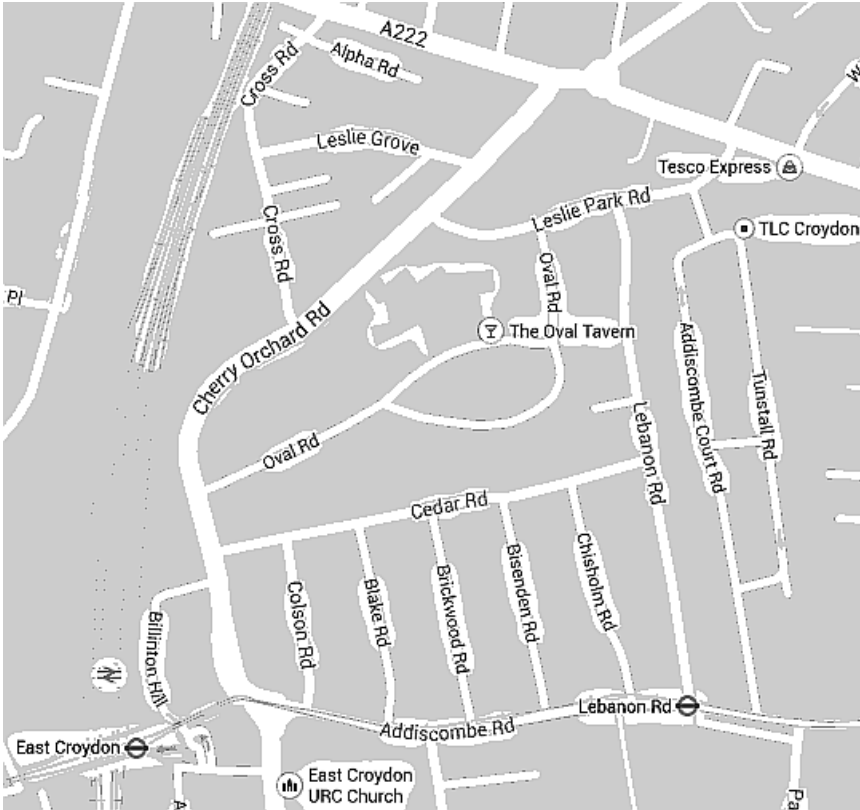 A222
Cross Rd
Alpha Rd
Leslie Grove
Tesco Express
Leslie Park Rd
Cross Rd
TLC Croydon
Oval Rd
Pl
The Oval Tavern
Cherry Orchard Rd
Addiscombe Court Rd
Tunstall Rd
Lebanon Rd
Oval Rd
Cedar Rd
Colson Rd
Blake Rd
Brickwood Rd
Bisenden Rd
Chisholm Rd
Billinton Hill
Lebanon Rd
Addiscombe Rd
East Croydon
East Croydon
URC Church
A
Pa